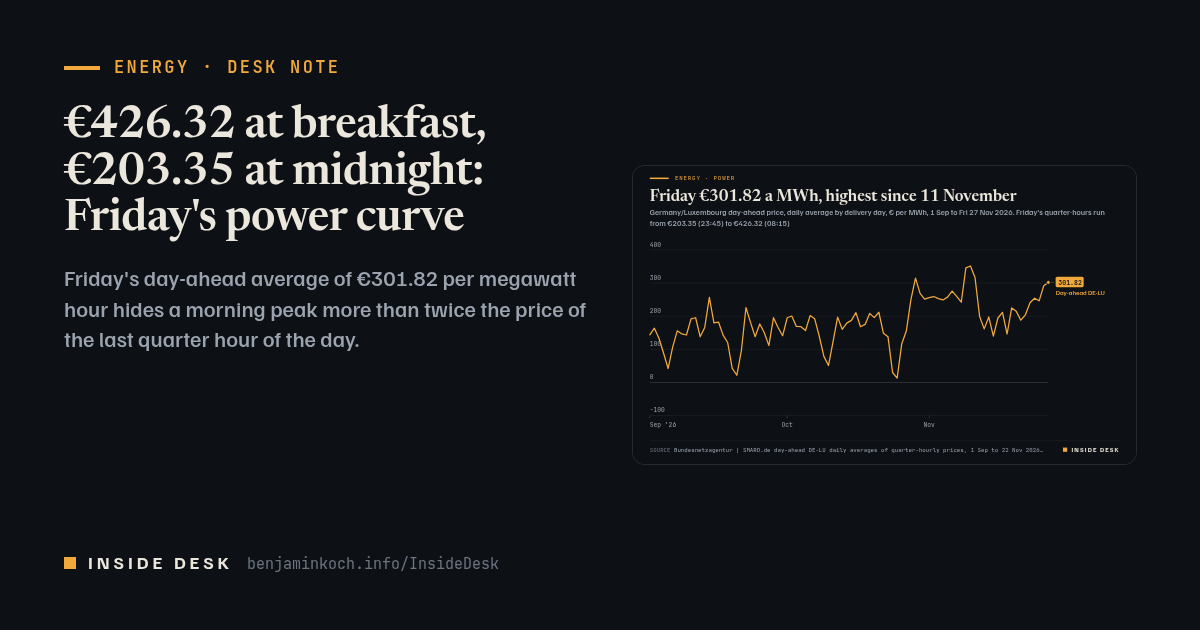 ENERGY · DESK NOTE
€426.32 at breakfast,
€203.35 at midnight:
Friday's power curve
Friday's day-ahead average of €301.82 per megawatt
hour hides a morning peak more than twice the price of
the last quarter hour of the day.
ENERGY · POWER
Friday €301.82 a MWh, highest since 11 November
Germany/Luxembourg day-ahead price, daily average by delivery day, € per MWh, 1 Sep to Fri 27 Nov 2026. Friday's quarter-hours run
from €203.35 (23:45) to €426.32 (08:15)
400
300
200
100
0
-100
301.82
Day-ahead DE-LU
Sep '26
Oct
Nov
SOURCE Bundesnetzagentur | SMARD.de day-ahead DE-LU daily averages of quarter-hourly prices, 1 Sep to 22 Nov 2026…
INSIDE DESK
INSIDE DESK
benjaminkoch.info/InsideDesk